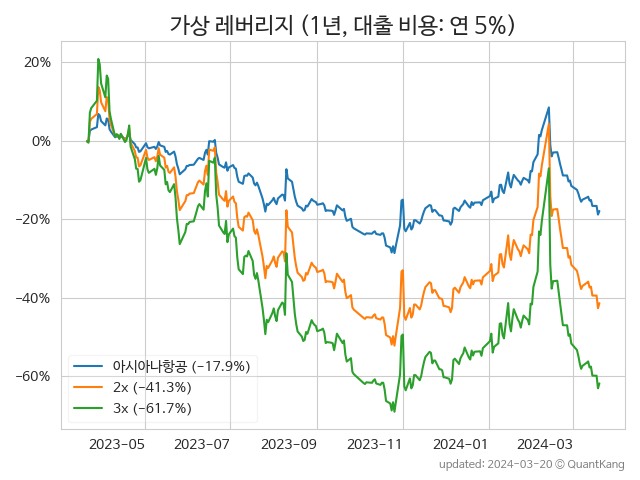 가상 레버리지 (1년, 대출 비용: 연 5%)
20%
0%
−20%
−40%
−60%
아시아나항공 (−17.9%)
2x (−41.3%)
3x (−61.7%)
2023-05 2023-07 2023-09 2023-11 2024-01 2024-03
updated: 2024-03-20 © QuantKang